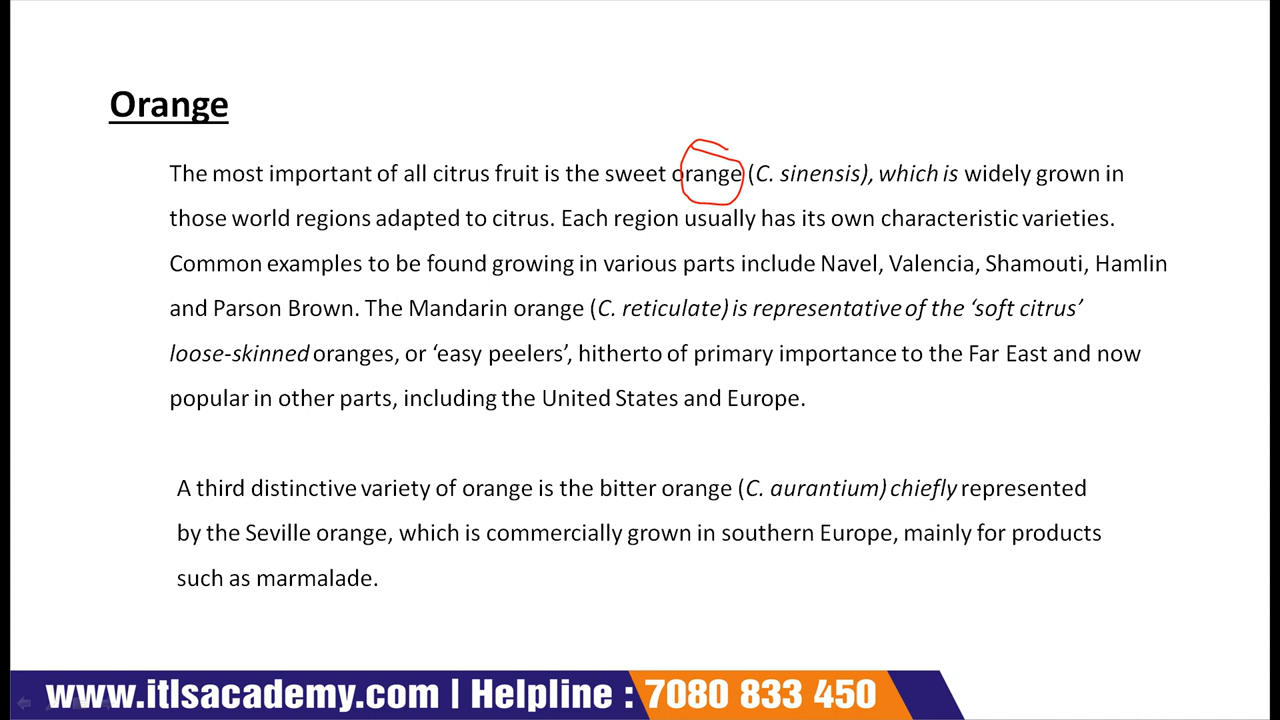 Orange
The most important of all citrus fruit is the sweet orange (C. sinensis), which is widely grown in
those world regions adapted to citrus. Each region usually has its own characteristic varieties.
Common examples to be found growing in various parts include Navel, Valencia, Shamouti, Hamlin
and Parson Brown. The Mandarin orange (C. reticulate) is representative of the ‘soft citrus’
loose-skinned oranges, or ‘easy peelers’, hitherto of primary importance to the Far East and now
popular in other parts, including the United States and Europe.
A third distinctive variety of orange is the bitter orange (C. aurantium) chiefly represented
by the Seville orange, which is commercially grown in southern Europe, mainly for products
such as marmalade.
www.itlsacademy.com | Helpline : 7080 833 450